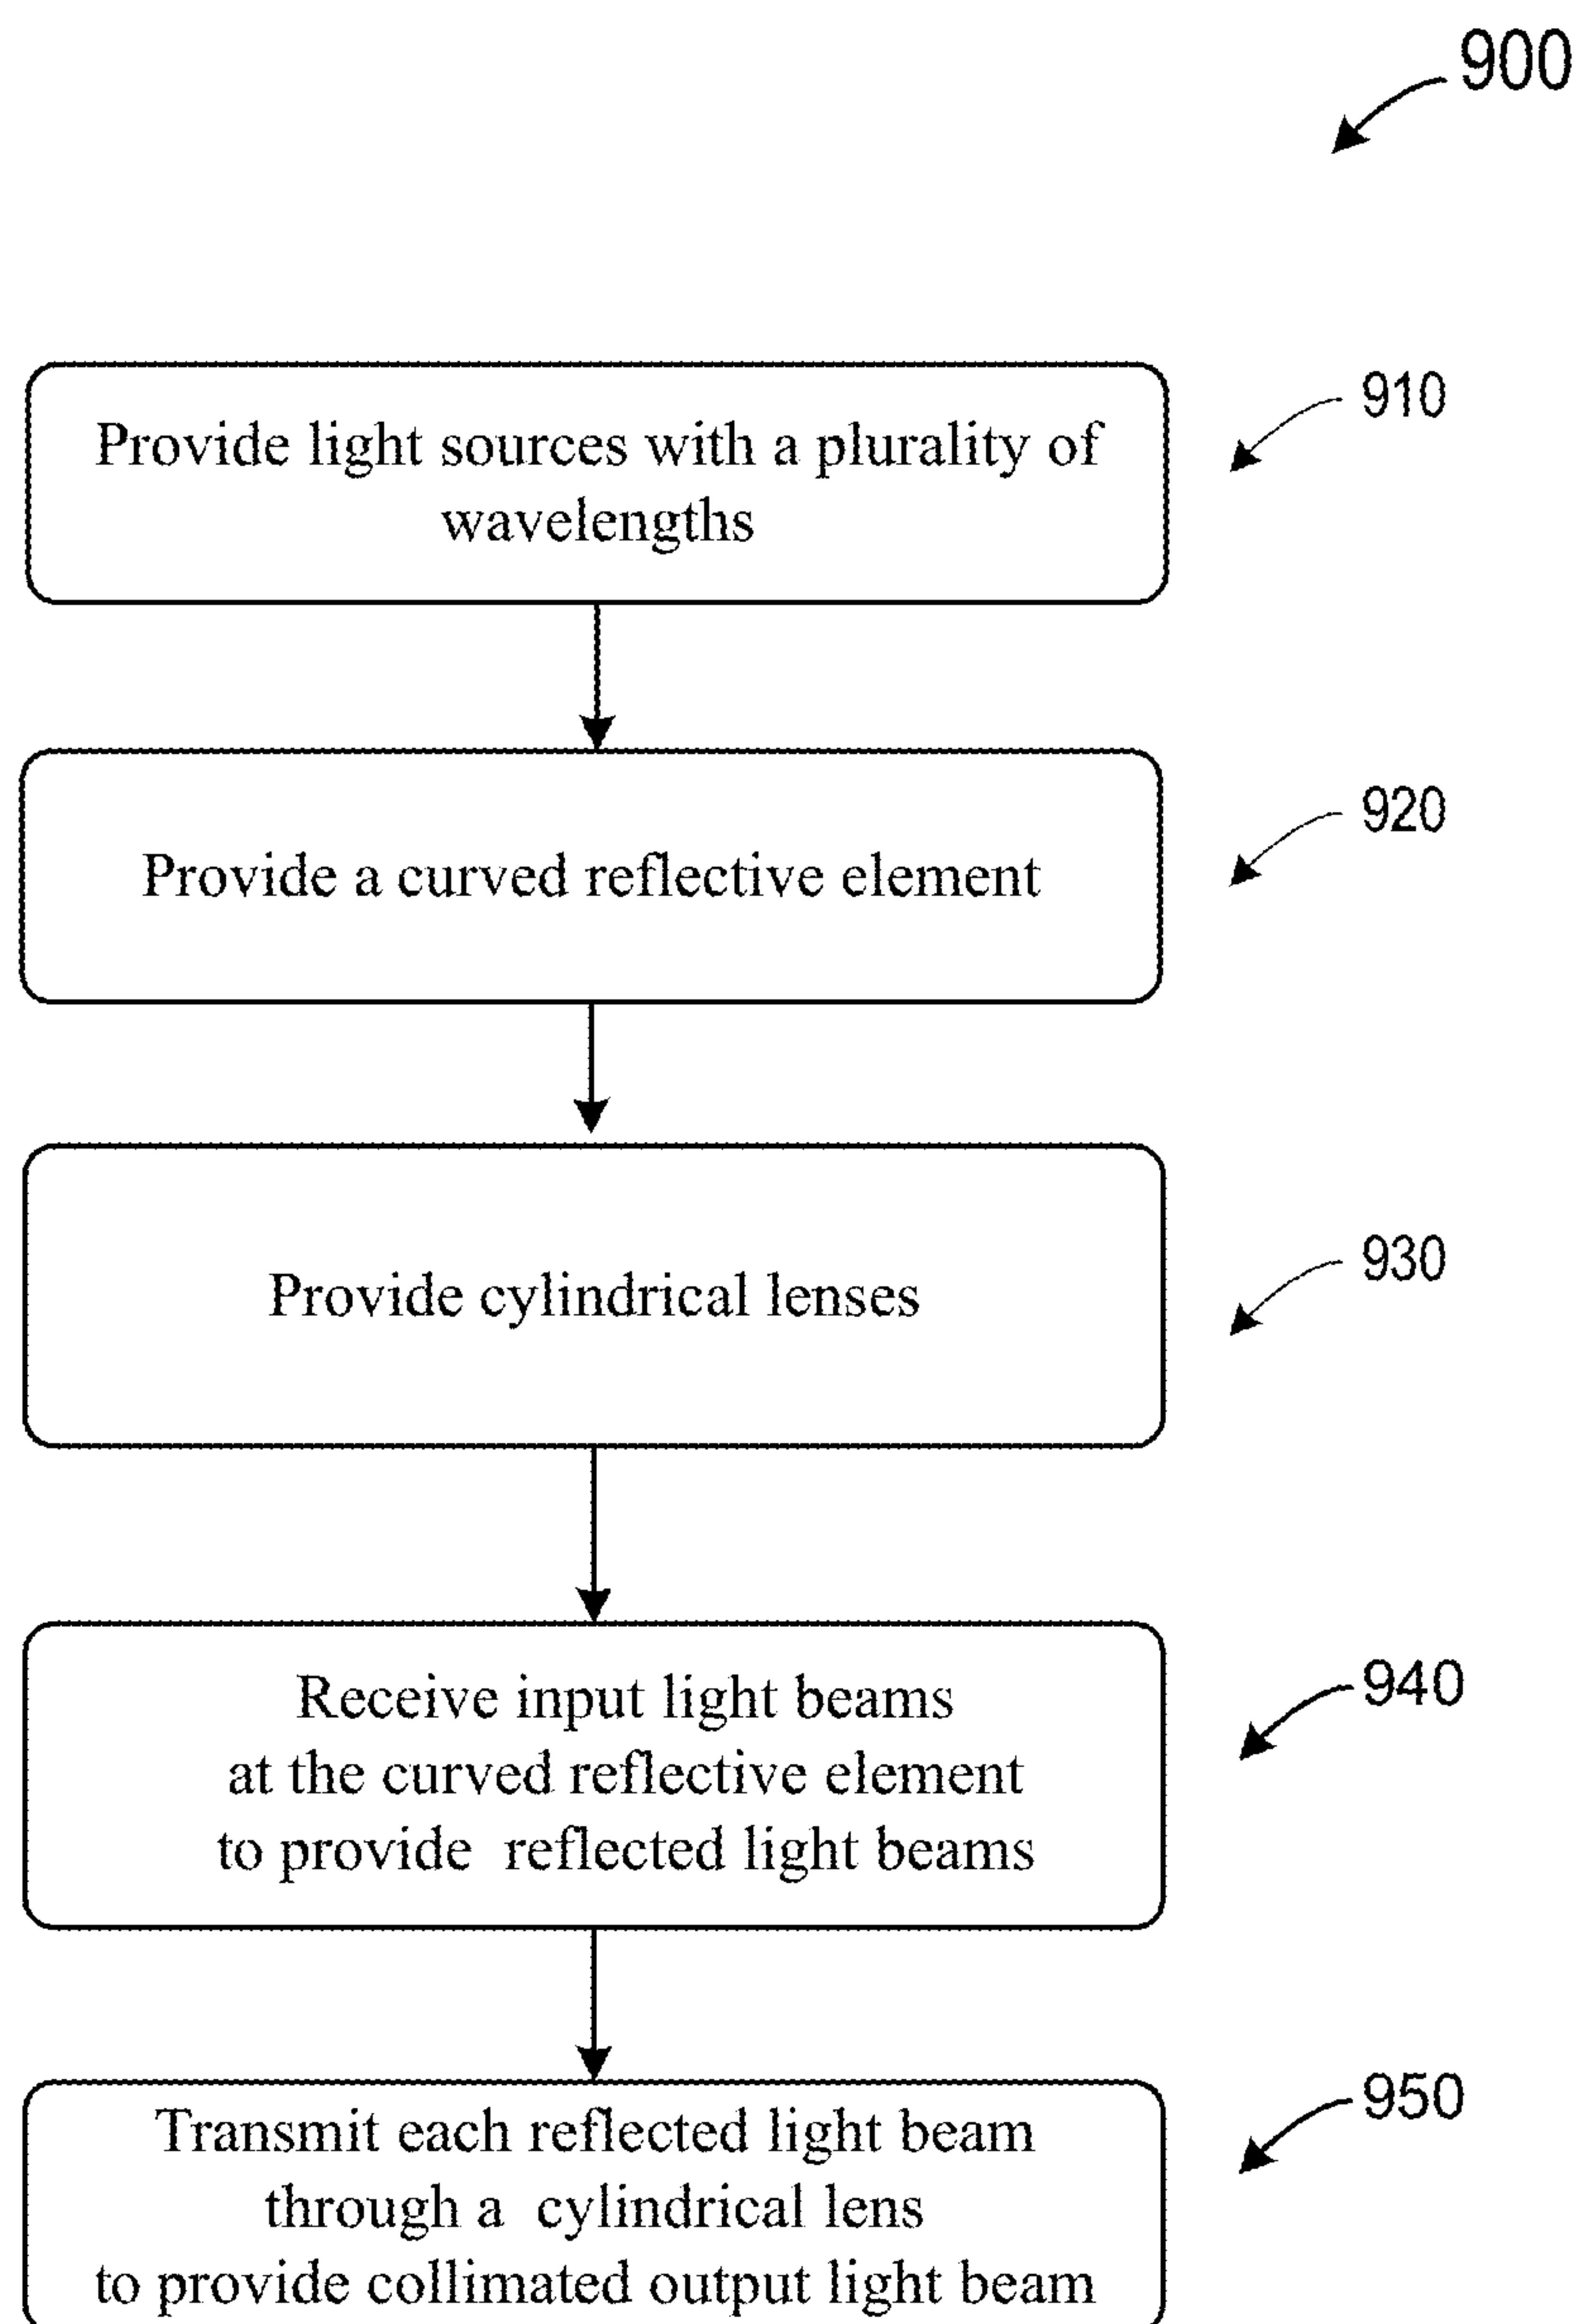 900
Provide light sources with a plurality of
wavelengths
910
Provide a curved reflective element
920
Provide cylindrical lenses
930
Receive input light beams
at the curved reflective element
to provide reflected light beams
940
Transmit each reflected light beam
through a cylindrical lens
to provide collimated output light beam
950